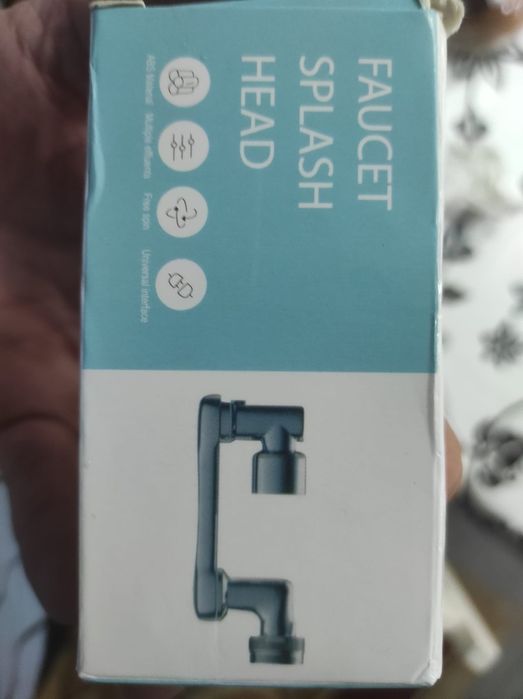 FAUCET
SPLASH
HEAD
ABS Material
Multiple effluents
Free spin
Universal interface